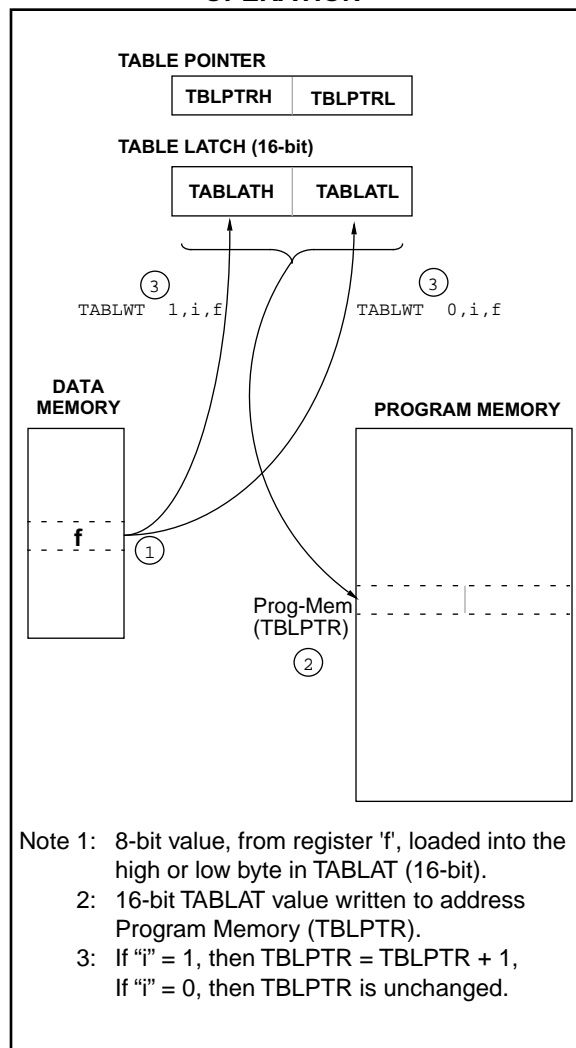 TABLE POINTER
TBLPTRH TBLPTRL
TABLE LATCH (16-bit)
TABLATH TABLATL
3 3
TABLWT 1,i,f TABLWT 0,i,f
DATA
MEMORY
PROGRAM MEMORY
f
1
Prog-Mem
(TBLPTR)
2
Note 1: 8-bit value, from register 'f', loaded into the
high or low byte in TABLAT (16-bit).
2: 16-bit TABLAT value written to address
Program Memory (TBLPTR).
3: If “i” = 1, then TBLPTR = TBLPTR + 1,
If “i” = 0, then TBLPTR is unchanged.